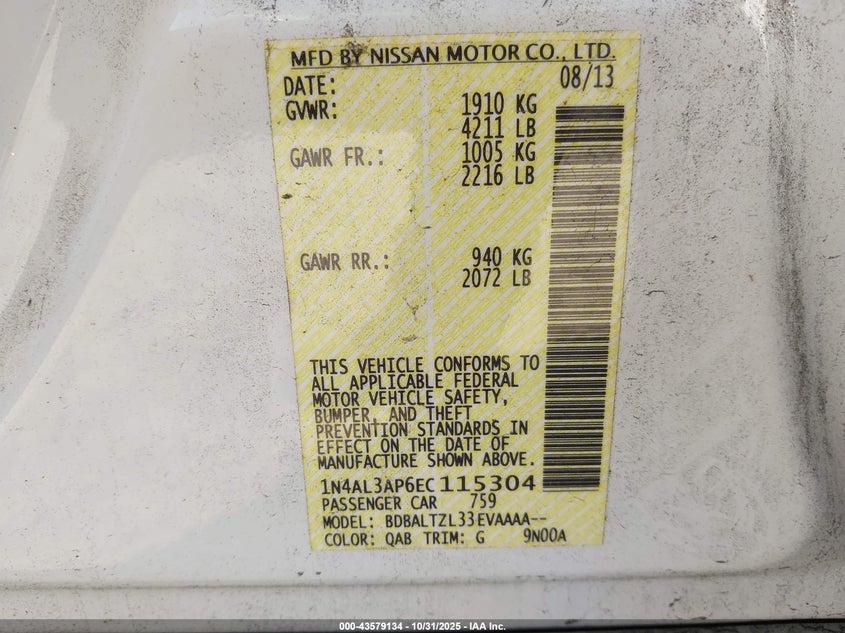 MFD BY NISSAN MOTOR CO., LTD.
DATE: 08/13
GVWR: 1910 KG
4211 LB
GAWR FR.: 1005 KG
2216 LB
GAWR RR.: 940 KG
2072 LB
THIS VEHICLE CONFORMS TO
ALL APPLICABLE FEDERAL
MOTOR VEHICLE SAFETY,
BUMPER, AND THEFT
PREVENTION STANDARDS IN
EFFECT ON THE DATE OF
MANUFACTURE SHOWN ABOVE.
1N4AL3AP6EC115304
PASSENGER CAR 759
MODEL: BDBALTZL33EVAAAA--
COLOR: QAB TRIM: G 9N00A
000-43579134 - 10/31/2025 - IAA Inc.